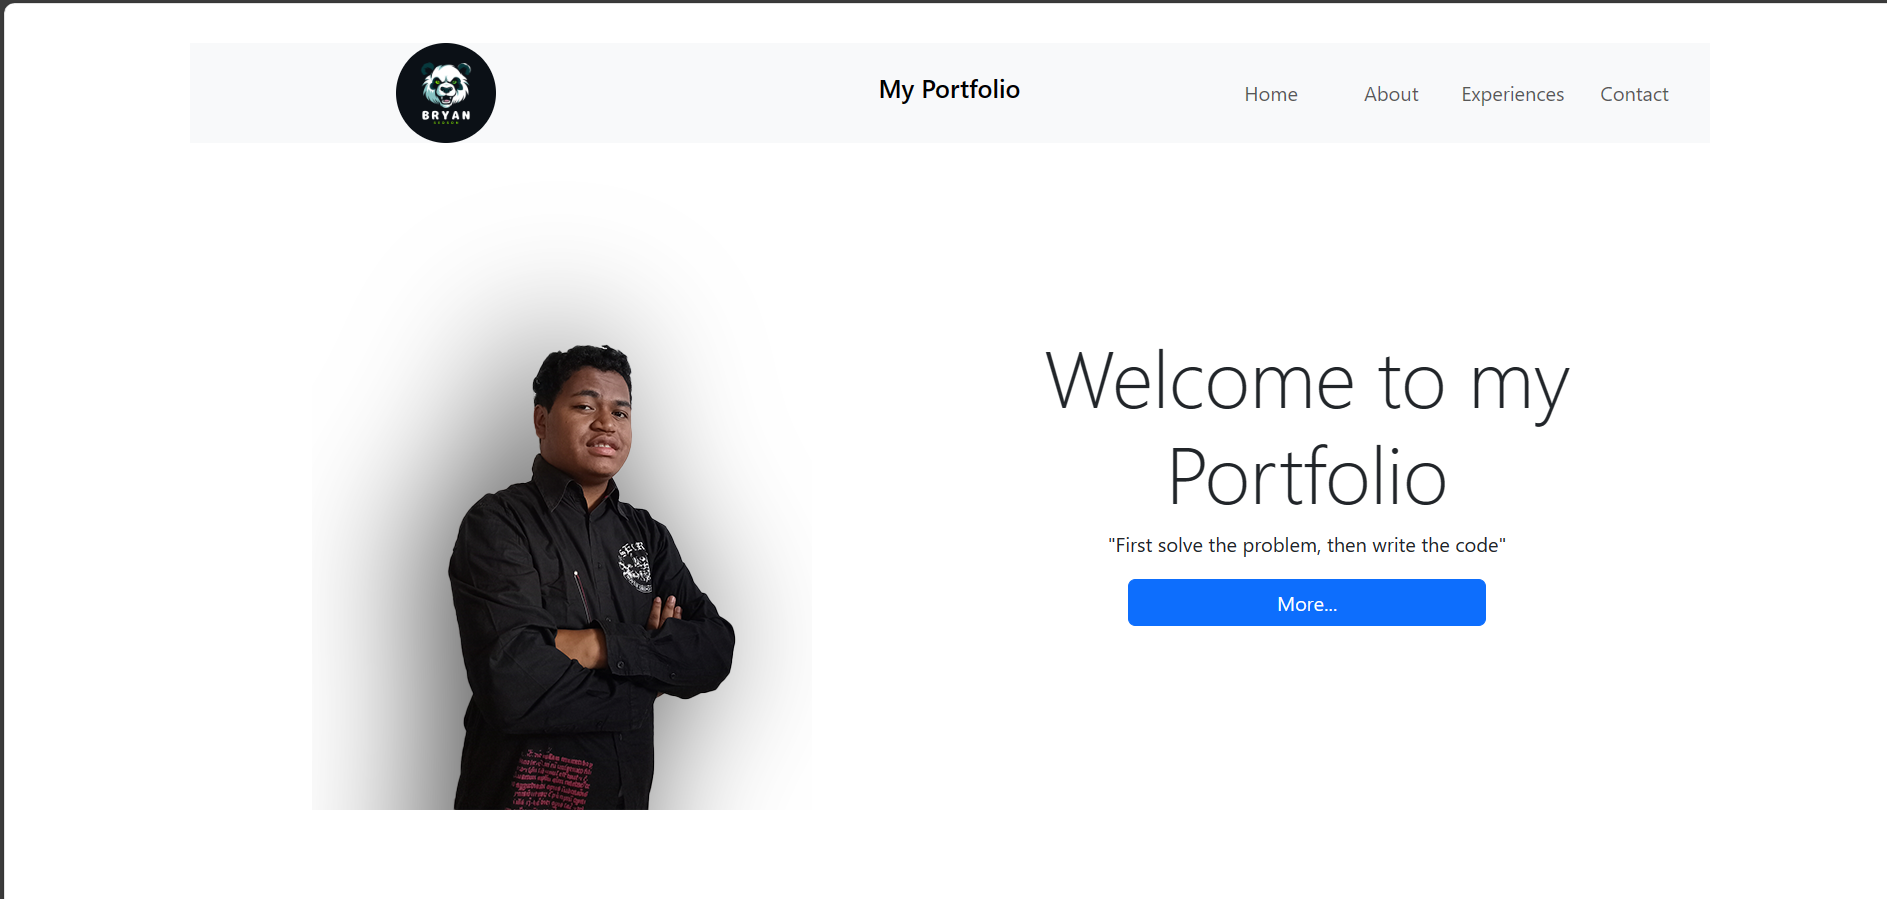 BRYAN
My Portfolio
Home
About
Experiences
Contact
Welcome to my
Portfolio
"First solve the problem, then write the code"
More...